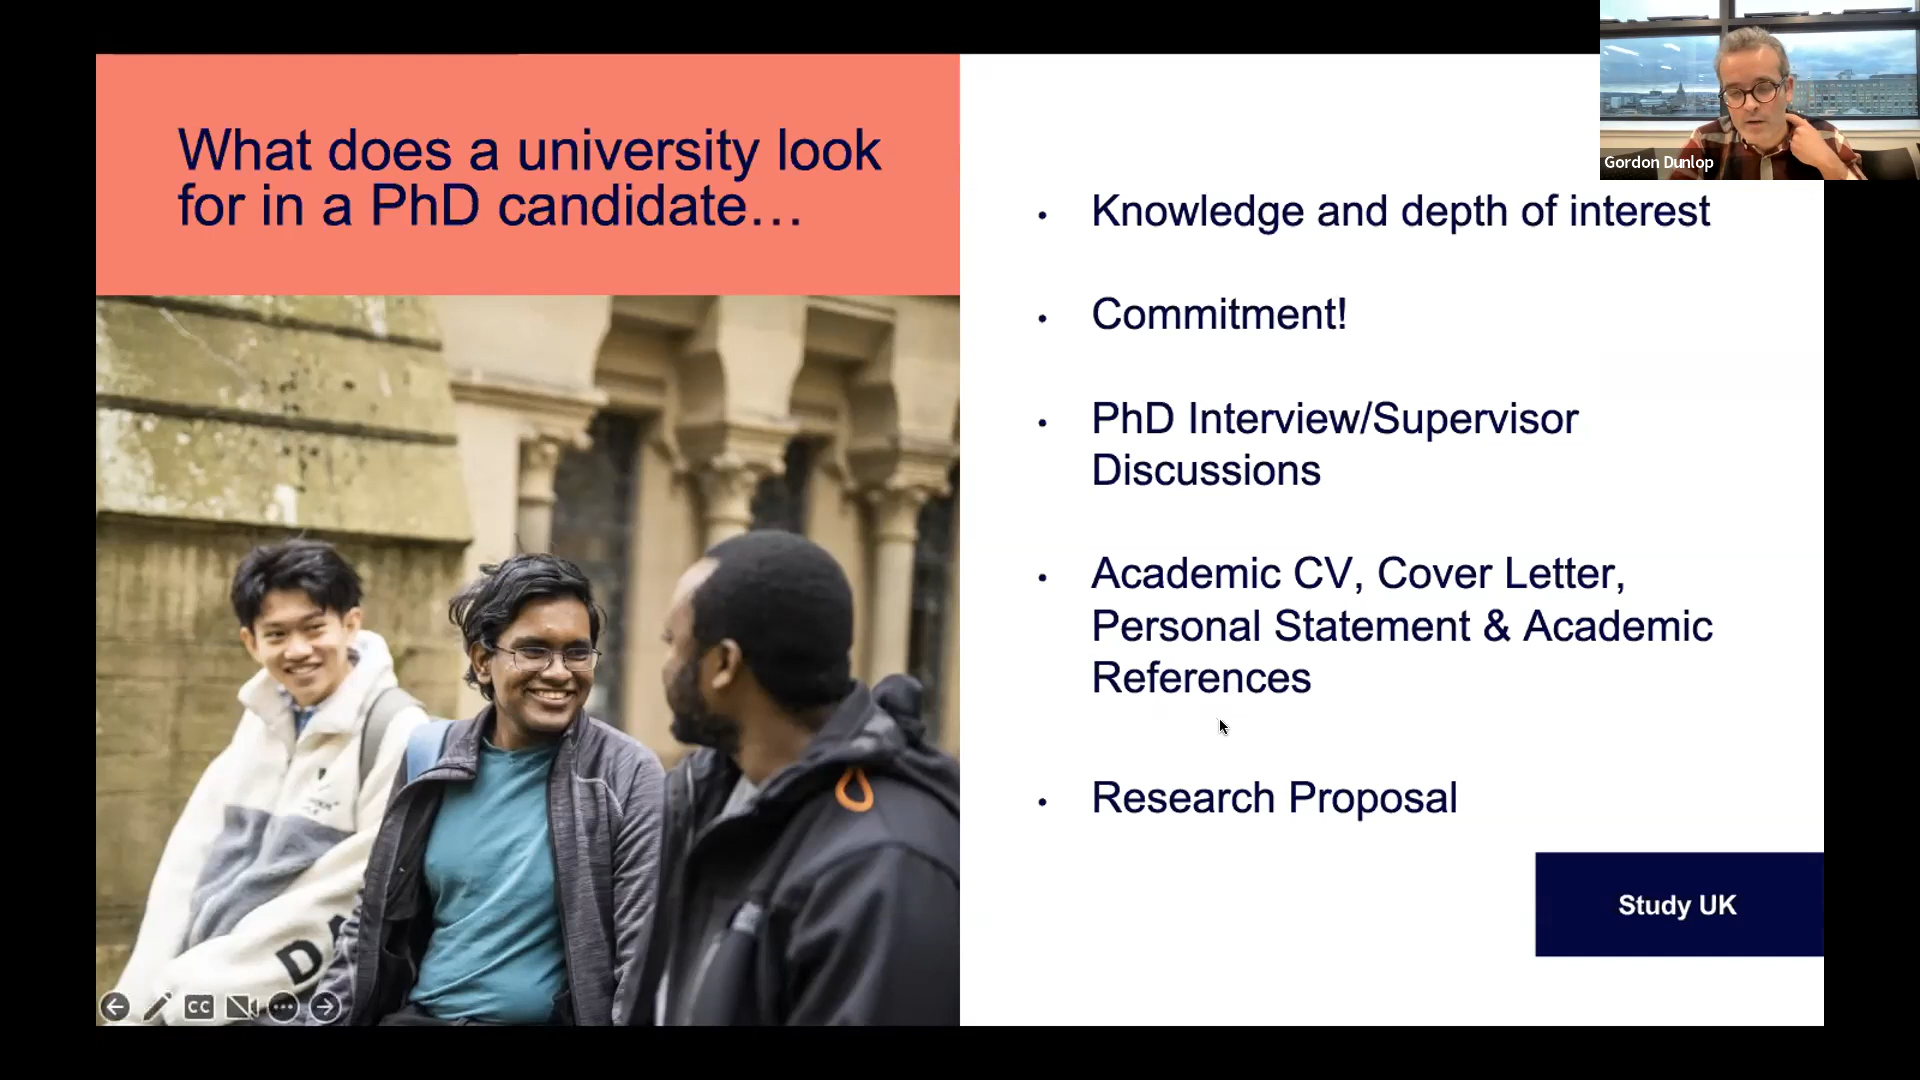 What does a university look
for in a PhD candidate...
Gordon Dunlop
• Knowledge and depth of interest
• Commitment!
• PhD Interview/Supervisor
Discussions
• Academic CV, Cover Letter,
Personal Statement & Academic
References
• Research Proposal
Study UK
CC